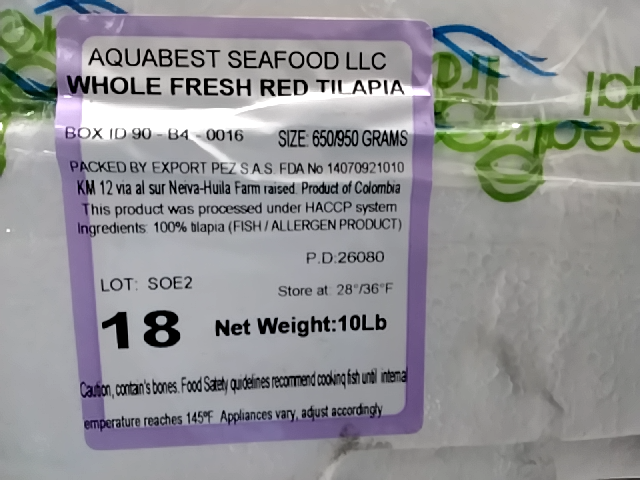 AQUABEST SEAFOOD LLC
WHOLE FRESH RED TILAPIA
BOX ID 90 - B4 - 0016 SIZE: 650/950 GRAMS
PACKED BY EXPORT PEZ S.A.S. FDA No 14070921010
KM 12 via al sur Neiva-Huila Farm raised. Product of Colombia
This product was processed under HACCP system
Ingredients: 100% tilapia (FISH / ALLERGEN PRODUCT)
P.D:26080
LOT: SOE2
Store at: 28°/36°F
18 Net Weight:10Lb
Caution, contain's bones. Food Safety guidelines recommend cooking fish until internal
emperature reaches 145ºF Appliances vary, adjust accordingly